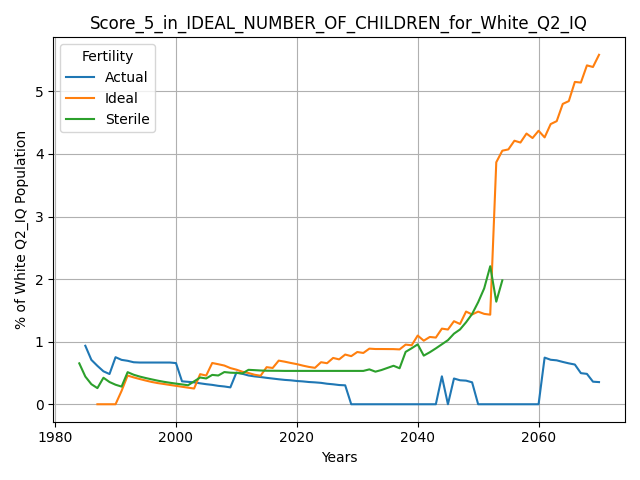 Score_5_in_IDEAL_NUMBER_OF_CHILDREN_for_White_Q2_IQ
Fertility
Actual
Ideal
Sterile
% of White Q2_IQ Population
5
4
3
2
1
0
1980 2000 2020 2040 2060
Years